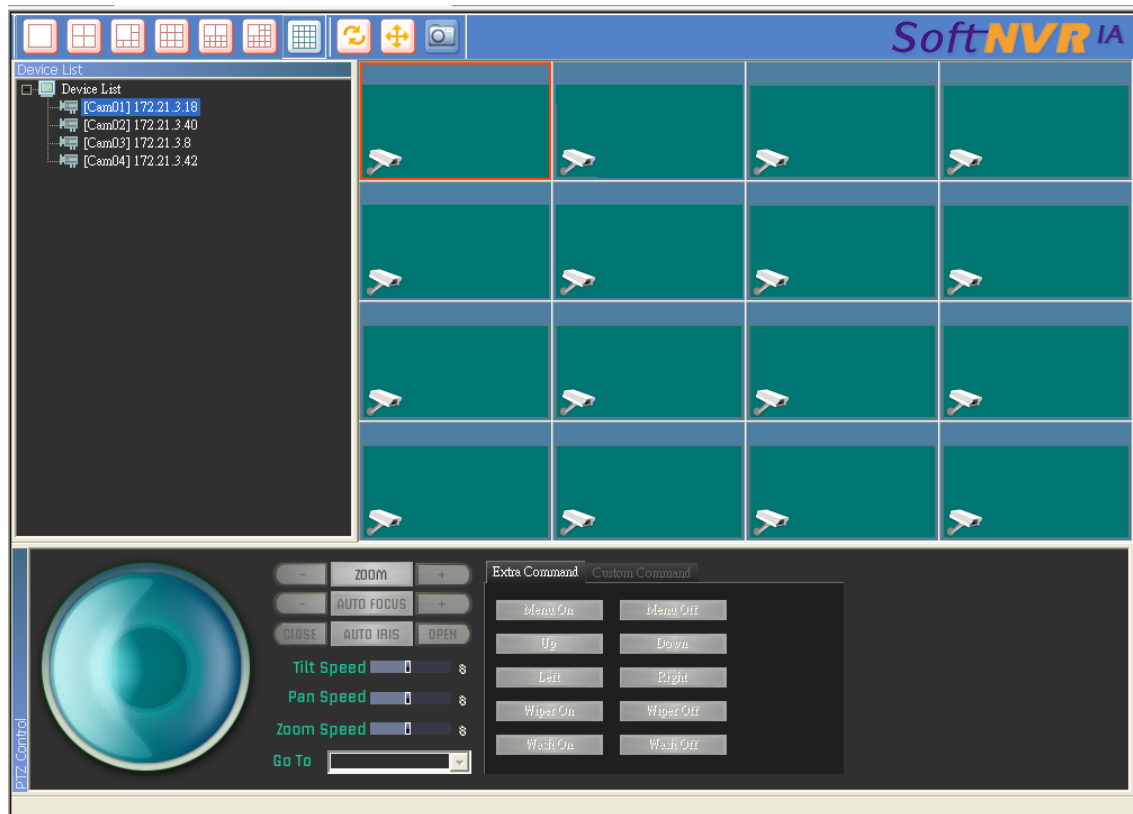 SoftNVR IA
Device List
Device List
[Cam01] 172.21.3.18
[Cam02] 172.21.3.40
[Cam03] 172.21.3.8
[Cam04] 172.21.3.42
PTZ Control
- ZOOM +
- AUTO FOCUS +
CLOSE AUTO IRIS OPEN
Tilt Speed 8
Pan Speed 8
Zoom Speed 8
Go To
Extra Command Custom Command
Menu On Menu Off
Up Down
Left Right
Wiper On Wiper Off
Wash On Wash Off